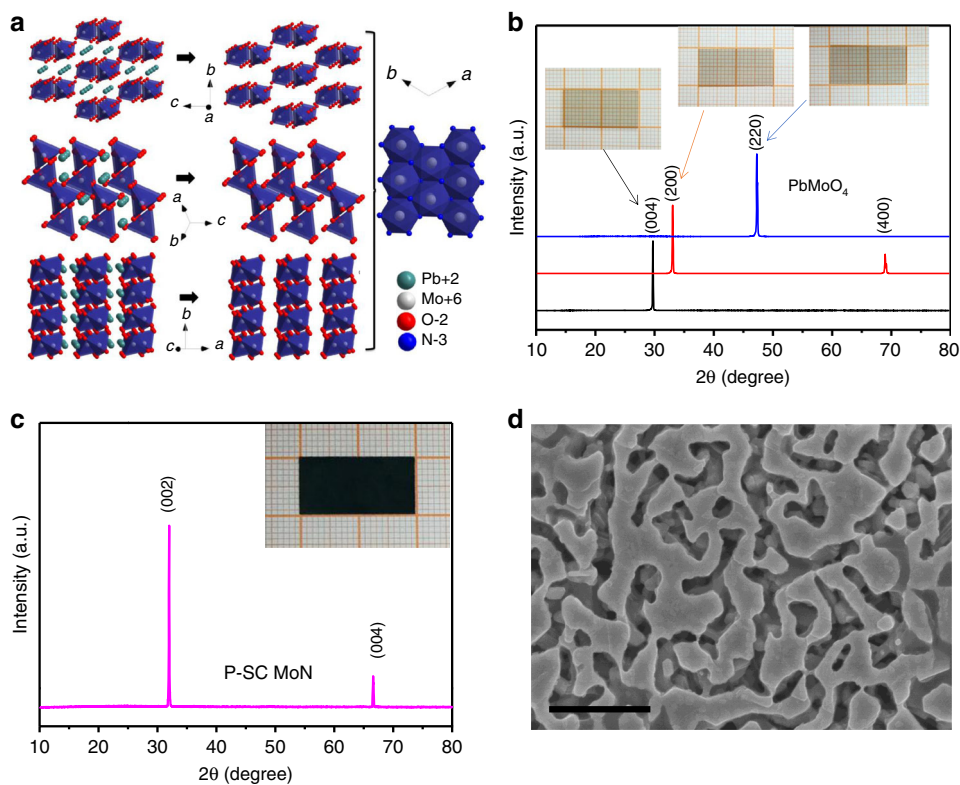 a
b
c
a
b
a
a
c
b
b
c
a
Pb+2
Mo+6
O-2
N-3
b
Intensity (a.u.)
(004)
(200)
(220)
(400)
PbMoO₄
10 20 30 40 50 60 70 80
2θ (degree)
c
Intensity (a.u.)
(002)
(004)
P-SC MoN
10 20 30 40 50 60 70 80
2θ (degree)
d